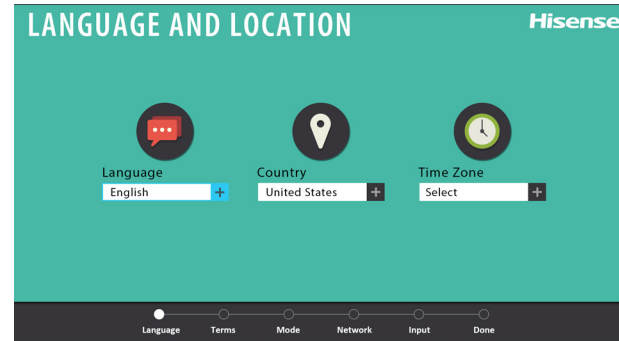 LANGUAGE AND LOCATION
Hisense
Language
Country
Time Zone
English +
United States +
Select +
Language
Terms
Mode
Network
Input
Done